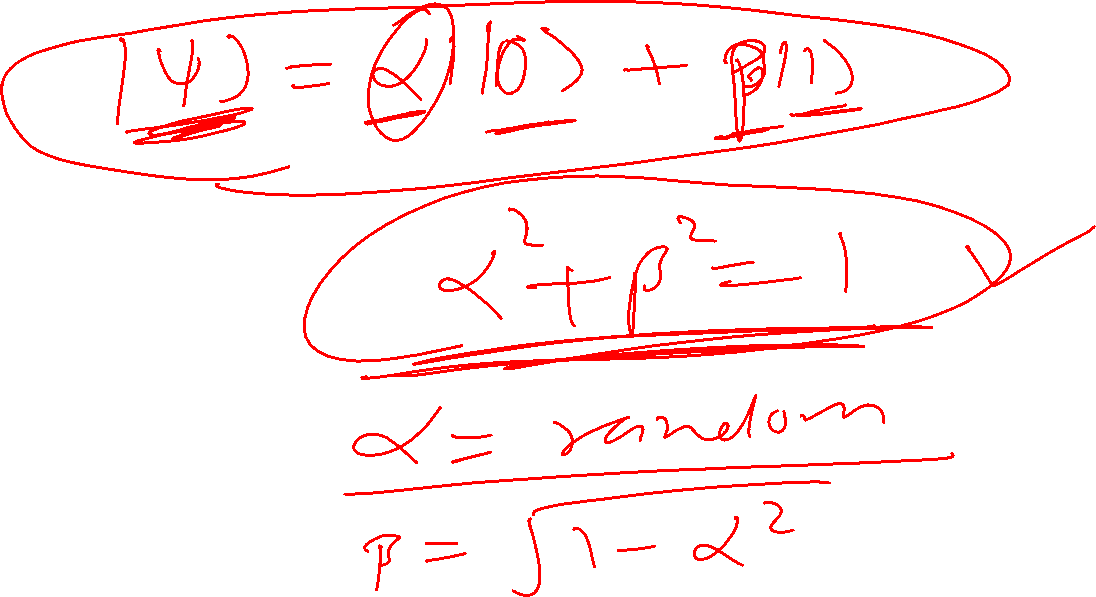 |ψ⟩ = α|0⟩ + β|1⟩
α² + β² = 1
α = random
β = √1 - α²